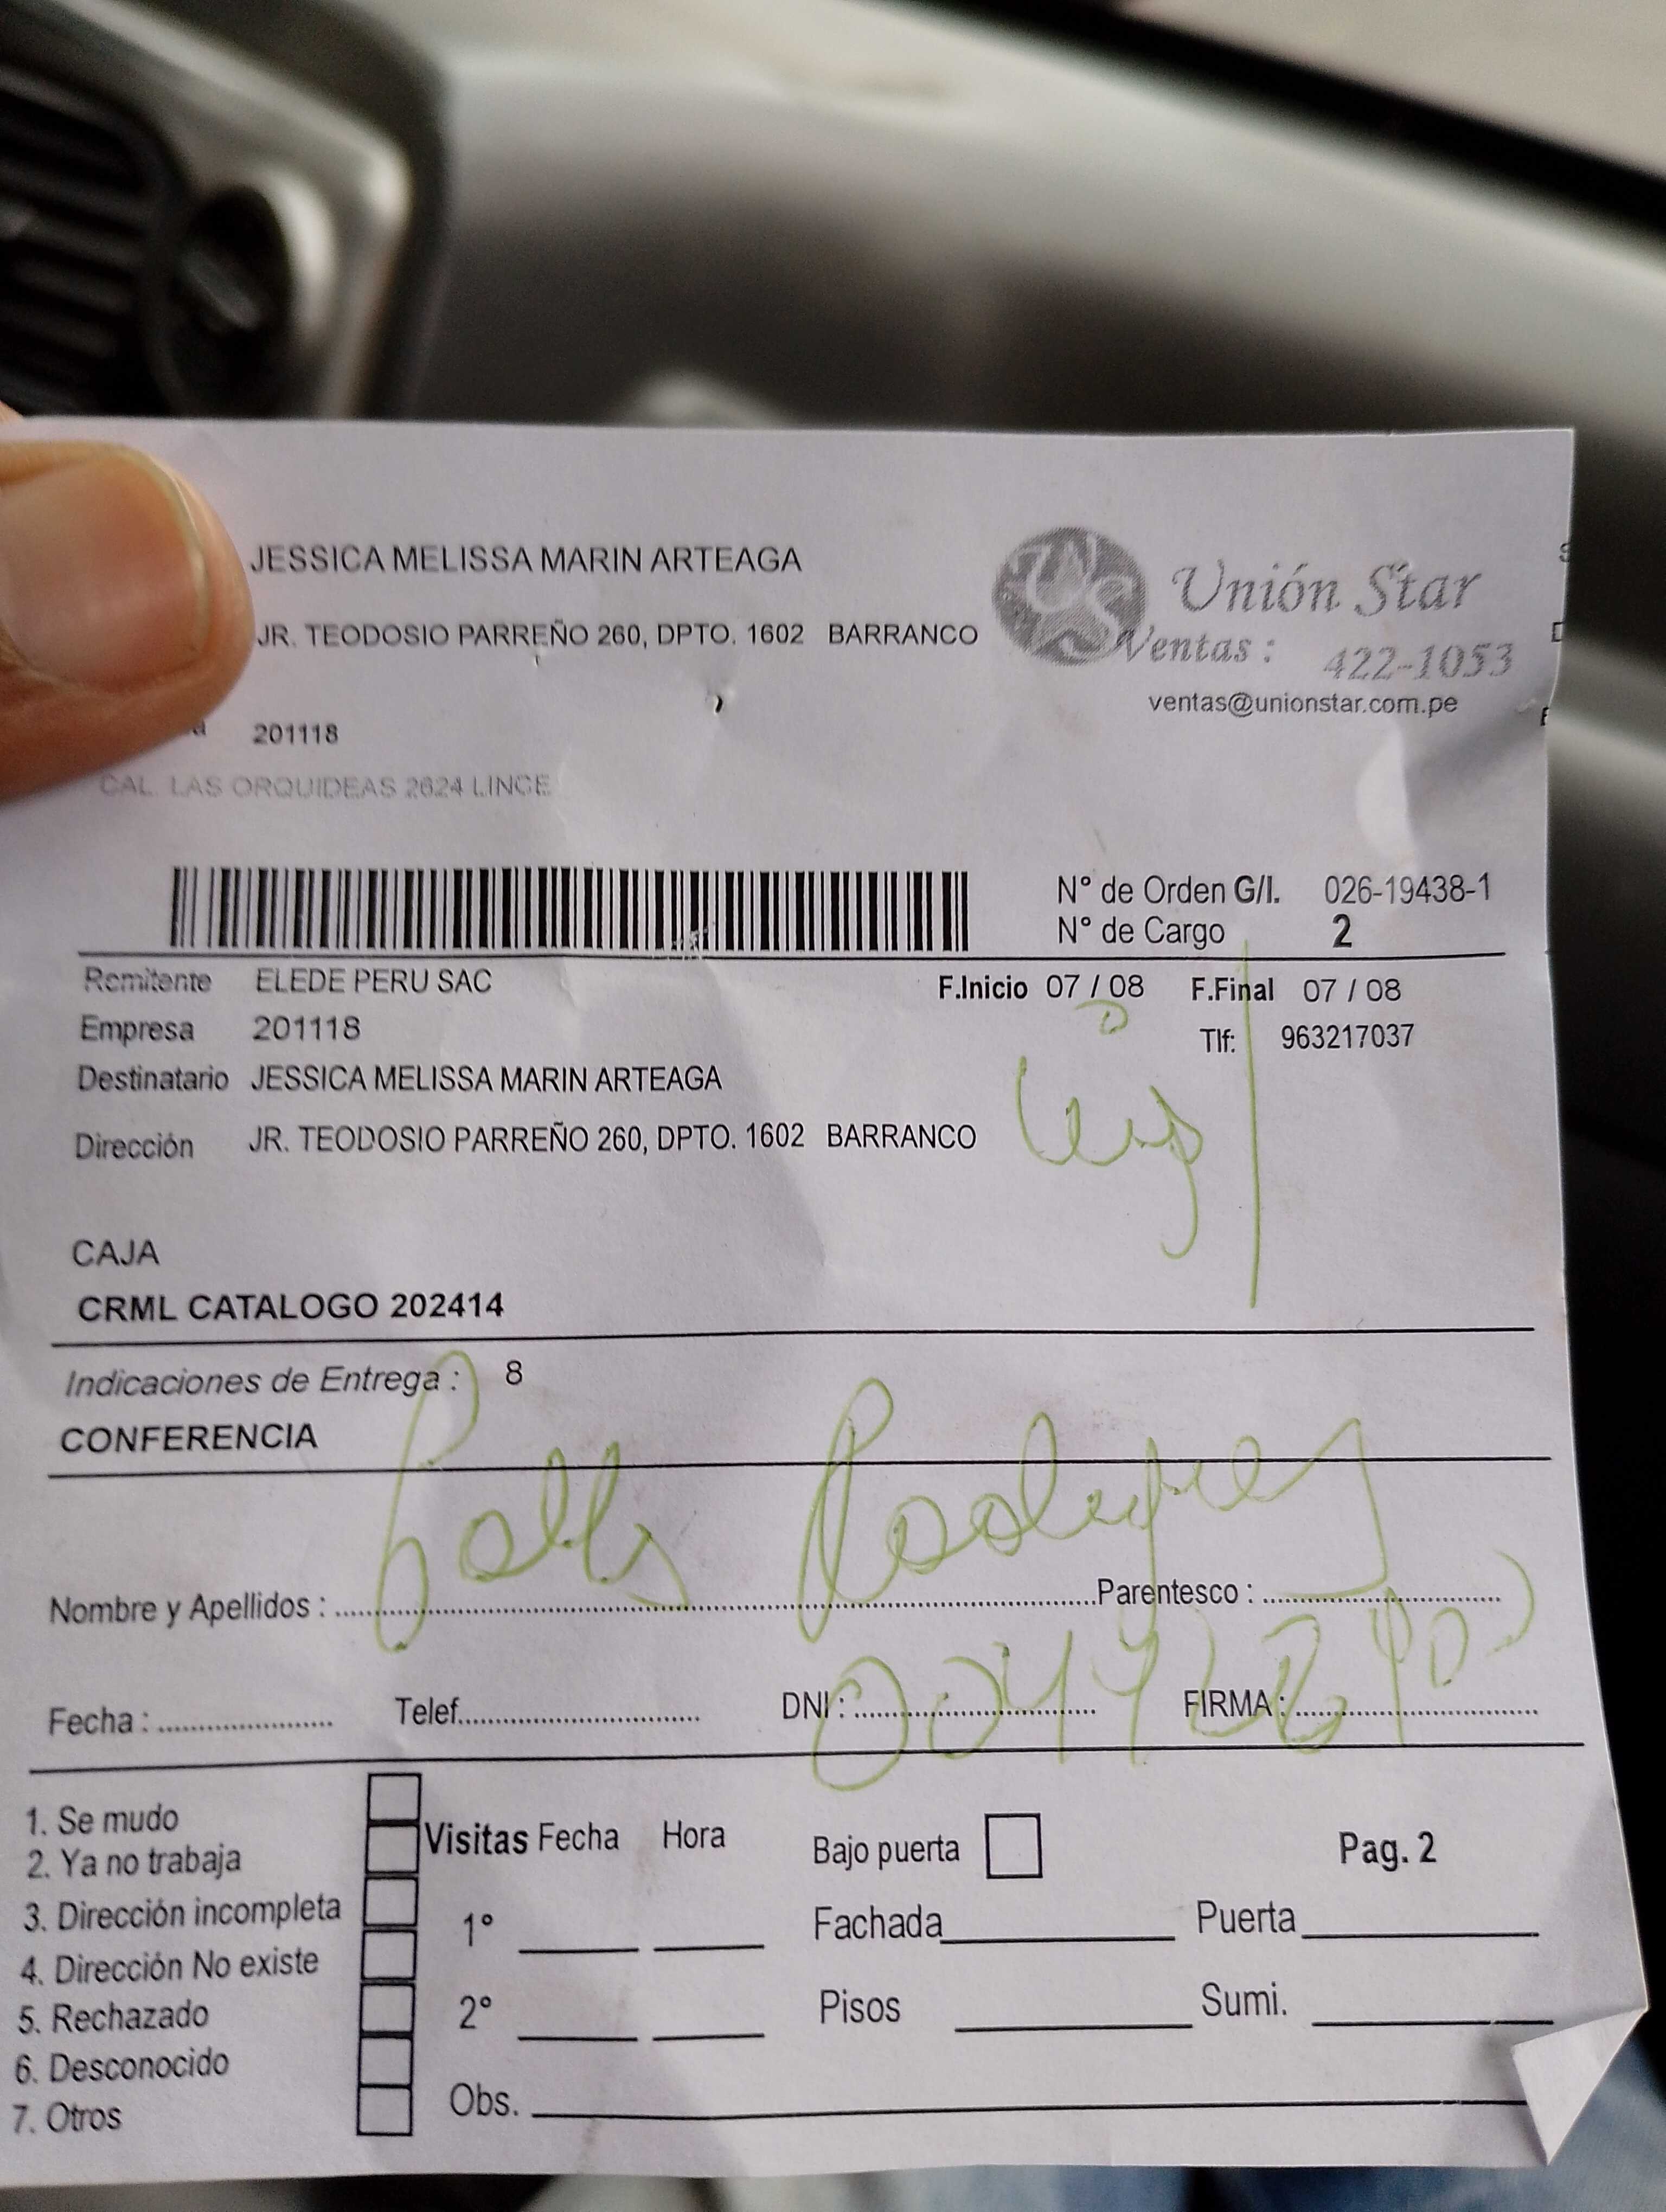 JESSICA MELISSA MARIN ARTEAGA
JR. TEODOSIO PARREÑO 260, DPTO. 1602 BARRANCO
Unión Star
Ventas : 422-1053
ventas@unionstar.com.pe
201118
CAL. LAS ORQUIDEAS 2624 LINCE
N° de Orden G/I. 026-19438-1
N° de Cargo 2
Remitente ELEDE PERU SAC
F.Inicio 07 / 08 F.Final 07 / 08
Empresa 201118
Tlf: 963217037
Destinatario JESSICA MELISSA MARIN ARTEAGA
Dirección JR. TEODOSIO PARREÑO 260, DPTO. 1602 BARRANCO
CAJA
CRML CATALOGO 202414
Indicaciones de Entrega : 8
CONFERENCIA
Rodriguez
Nombre y Apellidos : Parentesco :
Fecha : Telef. DNI : FIRMA :
1. Se mudo
2. Ya no trabaja
3. Dirección incompleta
4. Dirección No existe
5. Rechazado
6. Desconocido
7. Otros
Visitas Fecha Hora
1°
2°
Obs.
Bajo puerta Pag. 2
Fachada Puerta
Pisos Sumi.